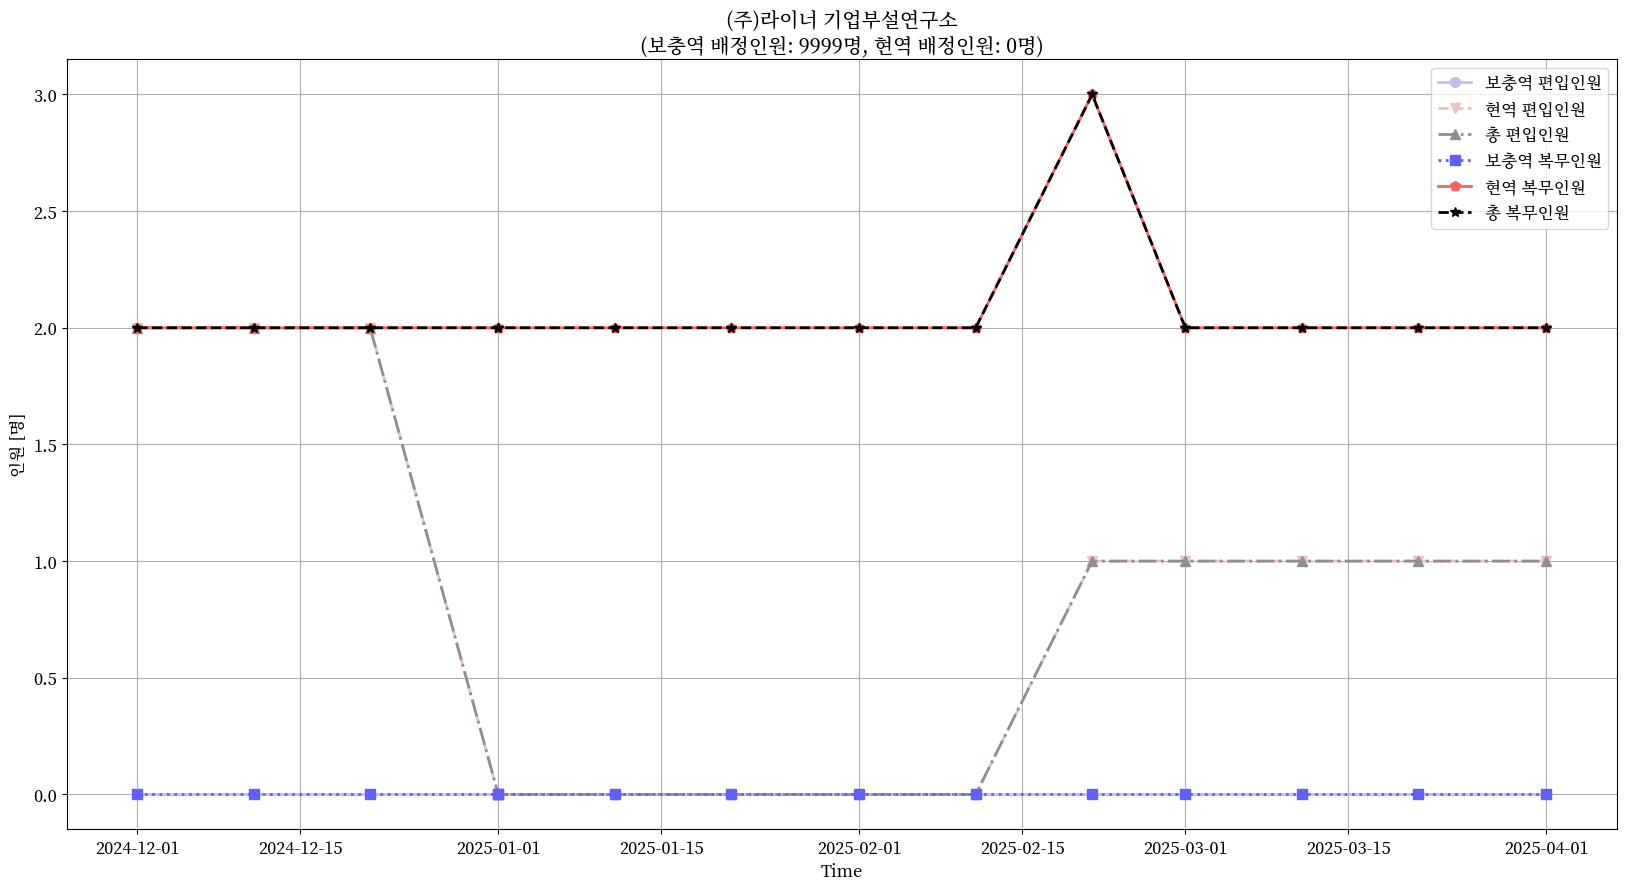 (주)라이너 기업부설연구소
(보충역 배정인원: 9999명, 현역 배정인원: 0명)
보충역 편입인원
현역 편입인원
총 편입인원
보충역 복무인원
현역 복무인원
총 복무인원
인원 [명]
3.0
2.5
2.0
1.5
1.0
0.5
0.0
2024-12-01
2024-12-15
2025-01-01
2025-01-15
2025-02-01
2025-02-15
2025-03-01
2025-03-15
2025-04-01
Time